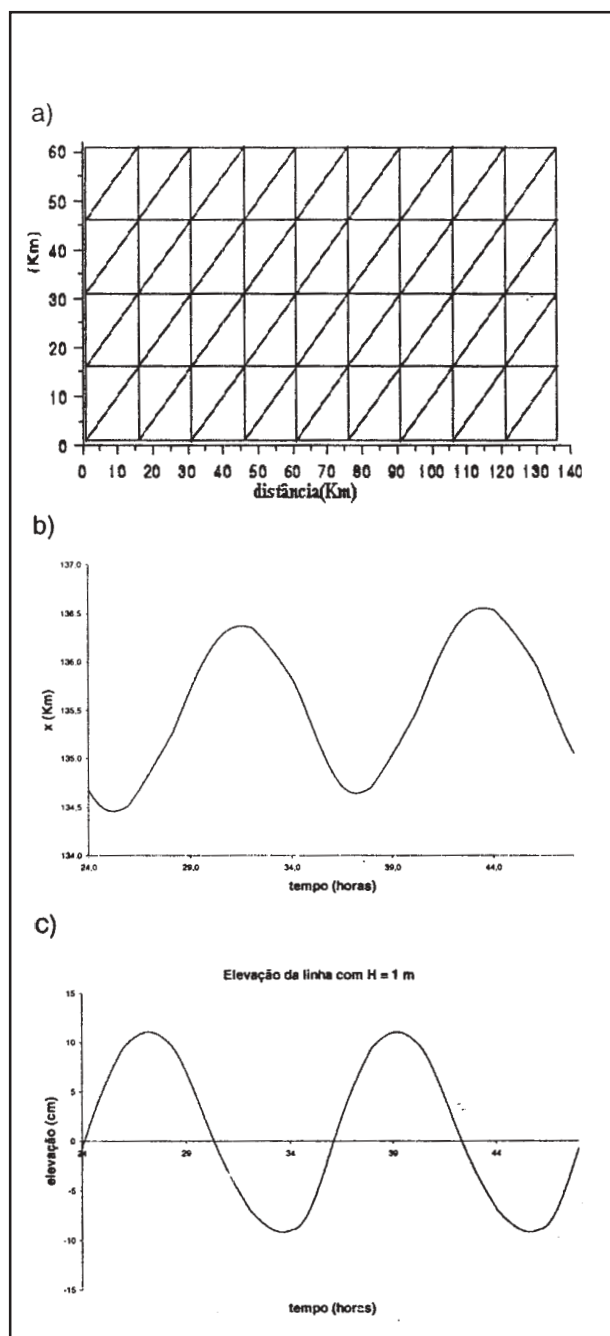 a)
60
50
40
30
20
10
0
(Km)
0 10 20 30 40 50 60 70 80 90 100 110 120 130 140
distância(Km)
b)
137,0
136,5
136,0
135,5
135,0
134,5
134,0
x (Km)
24,0 29,0 34,0 39,0 44,0
tempo (horas)
c)
Elevação da linha com H = 1 m
15
10
5
0
-5
-10
-15
elevação (cm)
24 29 34 39 44
tempo (horas)